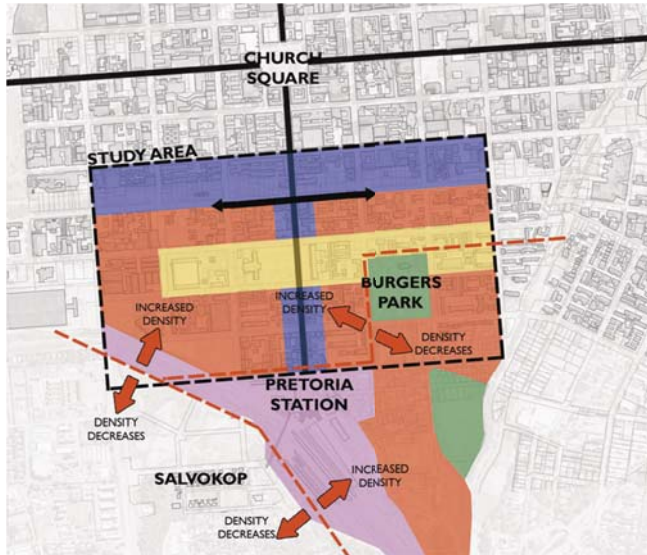 CHURCH
SQUARE
STUDY AREA
BURGERS
PARK
INCREASED
DENSITY
INCREASED
DENSITY
DENSITY
DECREASES
PRETORIA
STATION
DENSITY
DECREASES
SALVOKOP
INCREASED
DENSITY
DENSITY
DECREASES